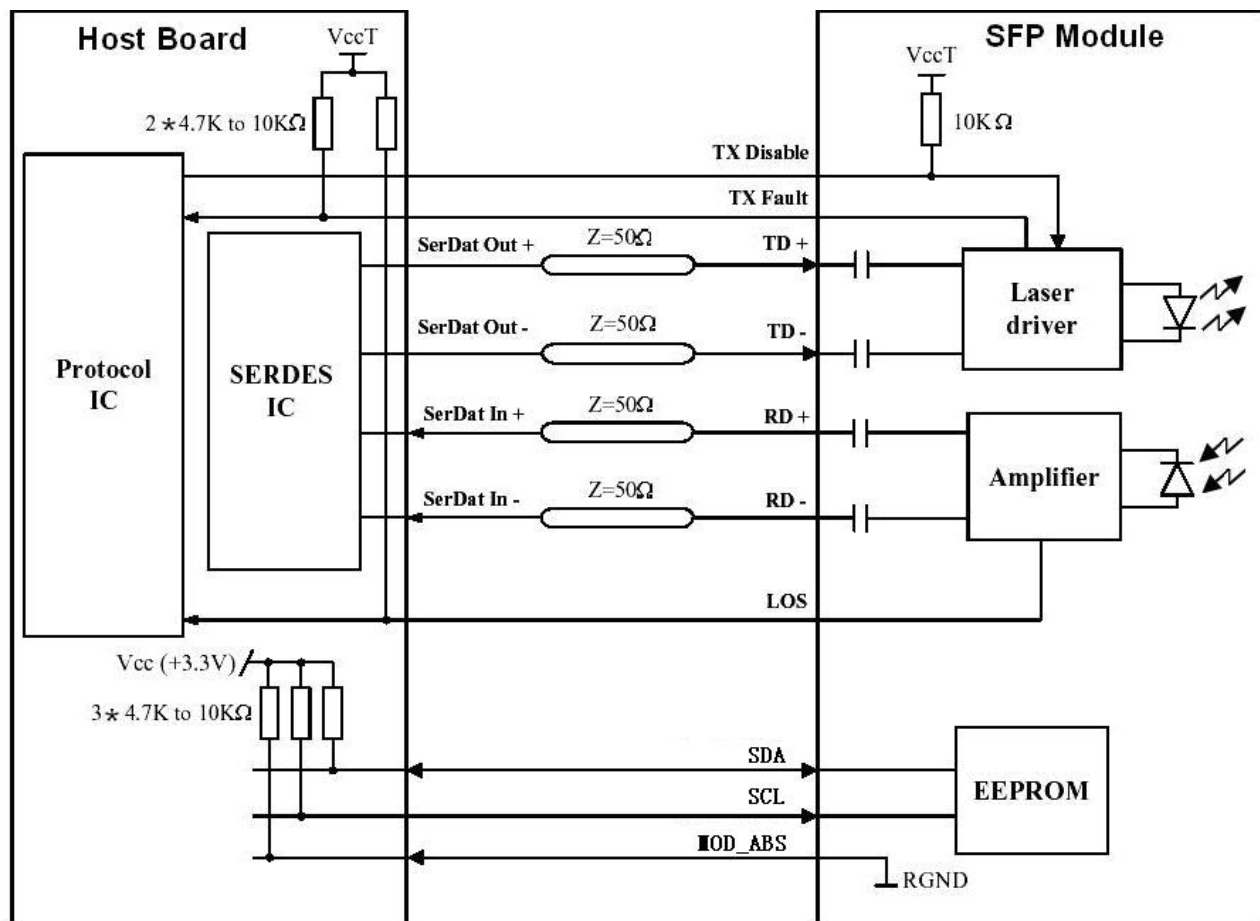 Host Board
SFP Module
VccT
VccT
2*4.7K to 10KΩ
10KΩ
TX Disable
TX Fault
SerDat Out +
Z=50Ω
TD +
Laser
driver
SerDat Out -
Z=50Ω
TD -
Protocol
IC
SERDES
IC
SerDat In +
Z=50Ω
RD +
Amplifier
SerDat In -
Z=50Ω
RD -
LOS
Vcc (+3.3V)
3*4.7K to 10KΩ
SDA
SCL
EEPROM
MOD_ABS
RGND